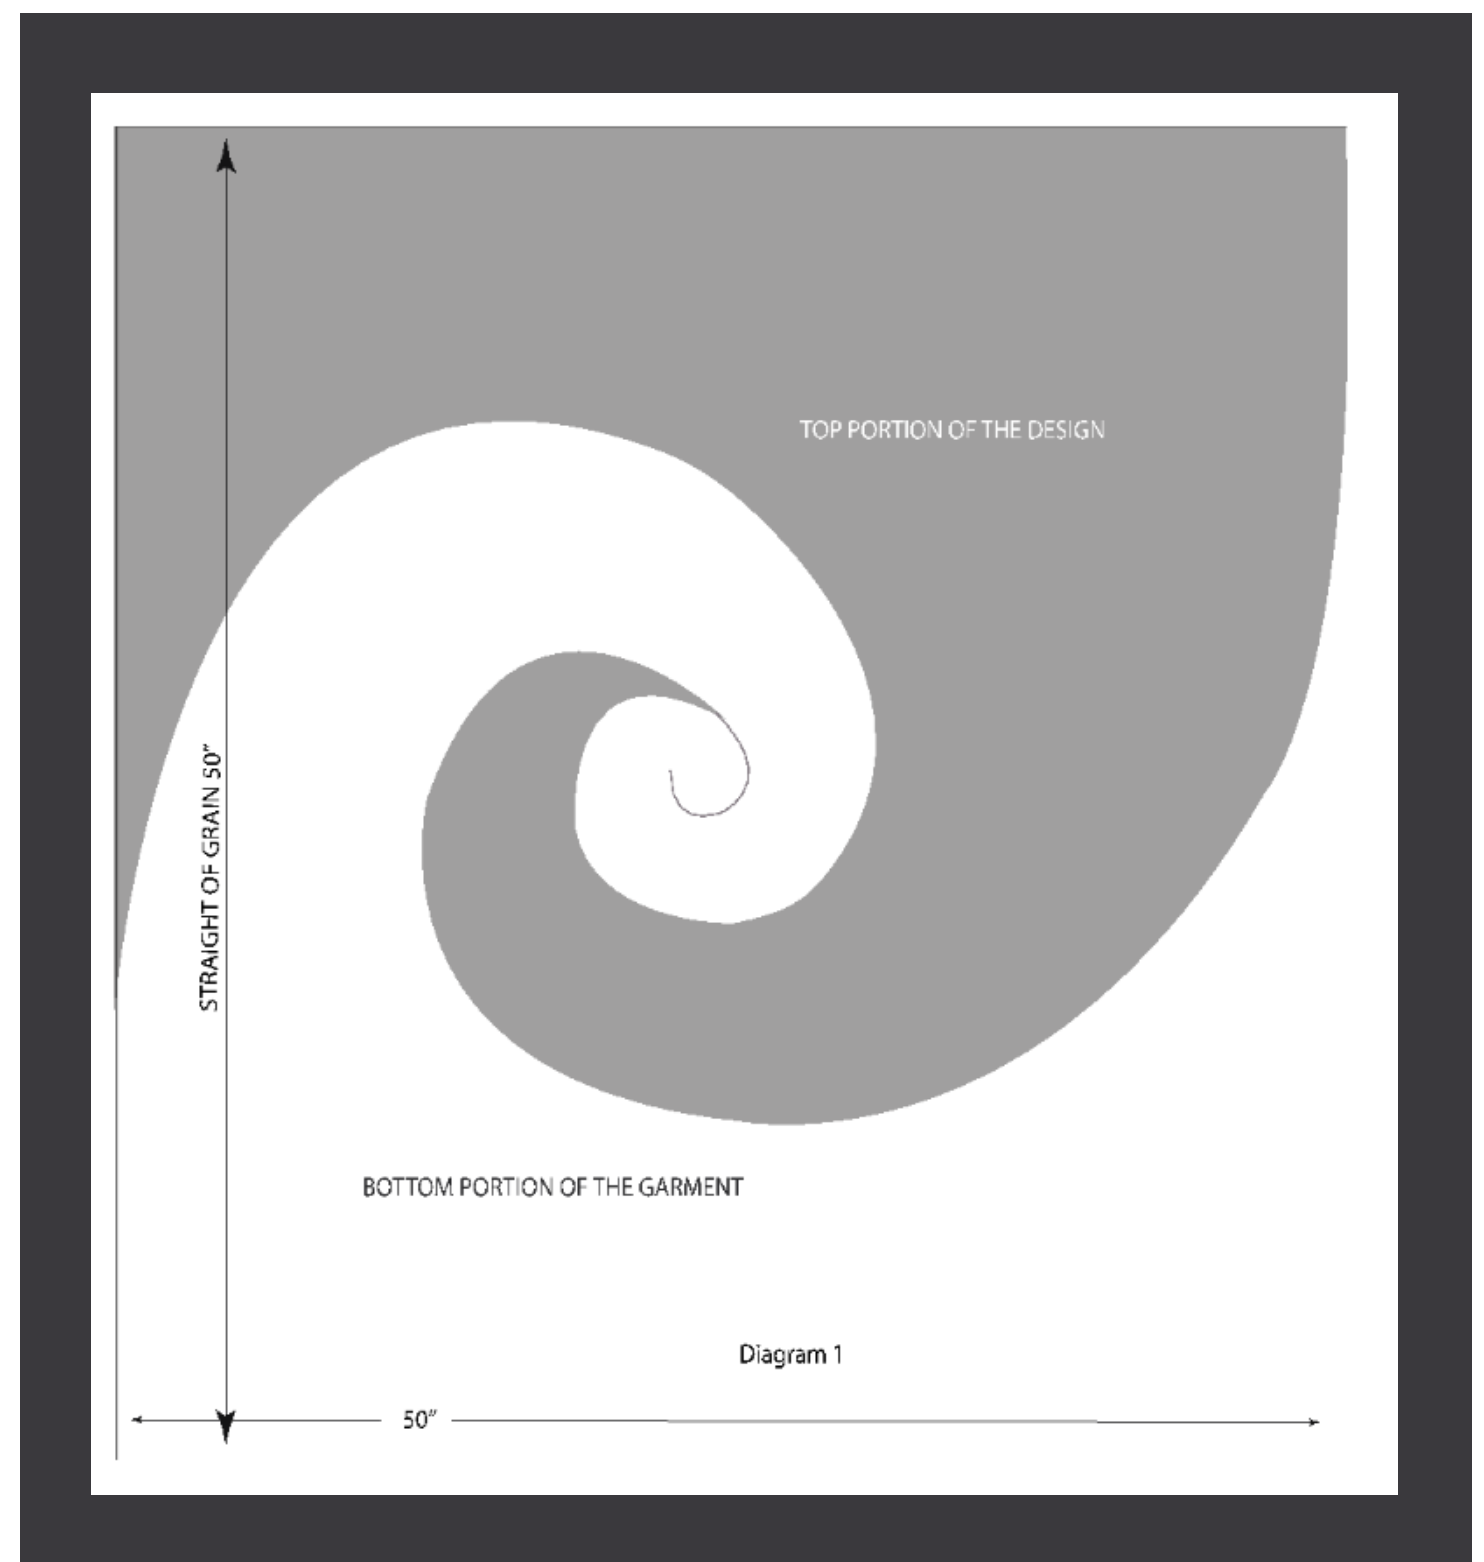 TOP PORTION OF THE DESIGN
STRAIGHT OF GRAIN 50”
BOTTOM PORTION OF THE GARMENT
Diagram 1
50”